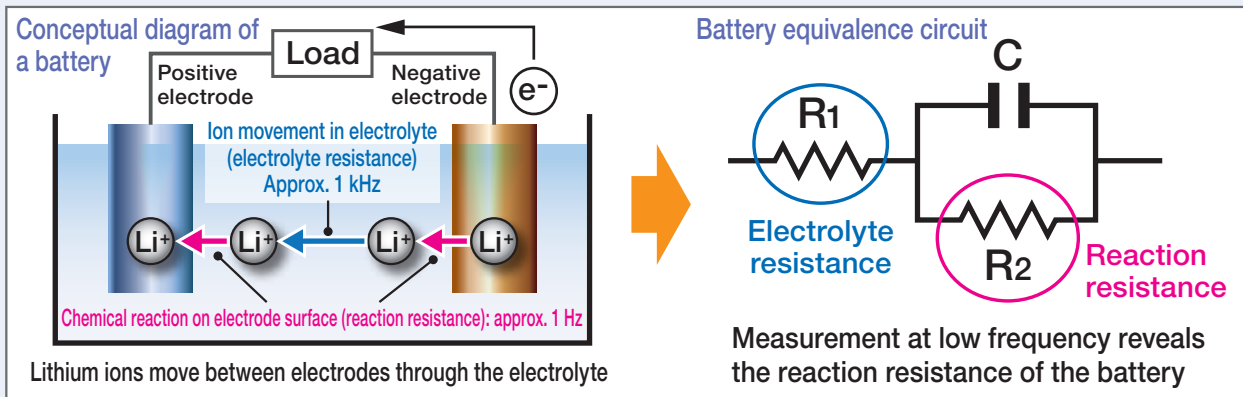 Conceptual diagram of
a battery
Load
Positive
electrode
Negative
electrode
e-
Ion movement in electrolyte
(electrolyte resistance)
Approx. 1 kHz
Li+
Li+
Li+
Li+
Chemical reaction on electrode surface (reaction resistance): approx. 1 Hz
Lithium ions move between electrodes through the electrolyte
Battery equivalence circuit
C
R1
Electrolyte
resistance
R2
Reaction
resistance
Measurement at low frequency reveals
the reaction resistance of the battery